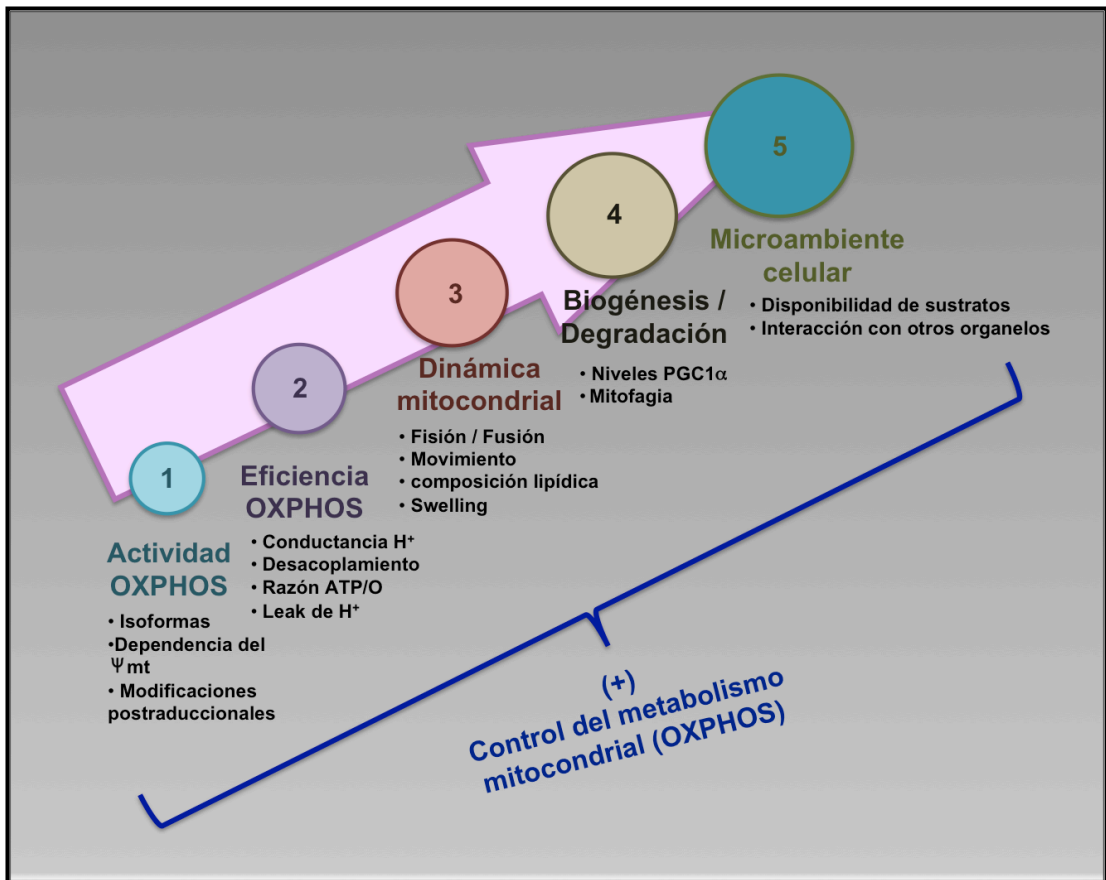 1
Actividad
OXPHOS
• Isoformas
•Dependencia del
Ψmt
• Modificaciones
postraduccionales
2
Eficiencia
OXPHOS
• Conductancia H⁺
• Desacoplamiento
• Razón ATP/O
• Leak de H⁺
3
Dinámica
mitocondrial
• Fisión / Fusión
• Movimiento
• composición lipídica
• Swelling
4
Biogénesis /
Degradación
• Niveles PGC1α
• Mitofagia
5
Microambiente
celular
• Disponibilidad de sustratos
• Interacción con otros organelos
(+)
Control del metabolismo
mitocondrial (OXPHOS)